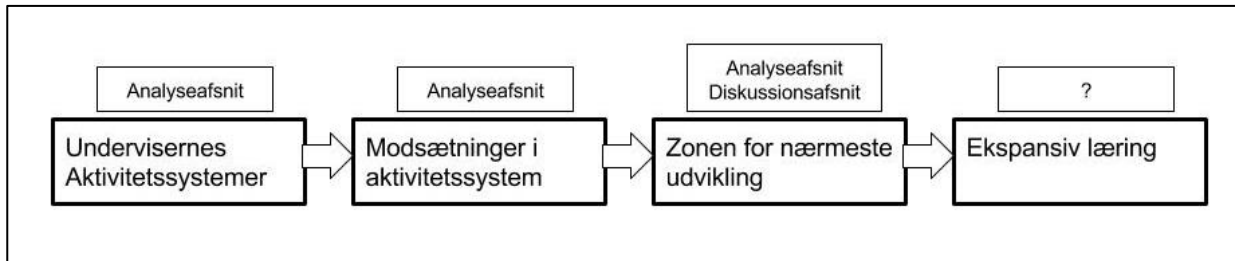 Analyseafsnit
Undervisernes
Aktivitetssystemer
Analyseafsnit
Modsætninger i
aktivitetssystem
Analyseafsnit
Diskussionsafsnit
Zonen for nærmeste
udvikling
?
Ekspansiv læring